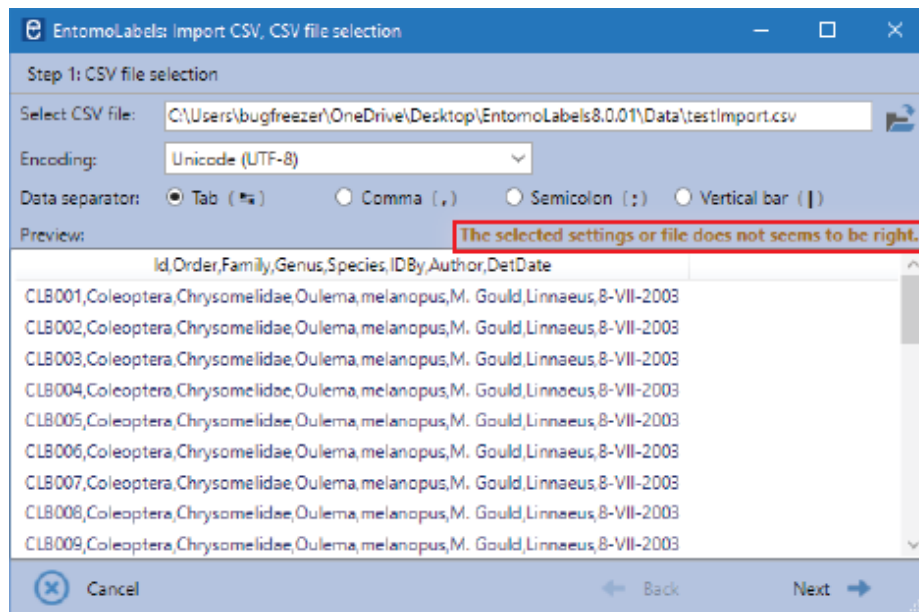 EntomoLabels: Import CSV, CSV file selection
Step 1: CSV file selection
Select CSV file: C:\Users\bugfreezer\OneDrive\Desktop\EntomoLabels8.0.01\Data\testImport.csv
Encoding: Unicode (UTF-8)
Data separator: Tab (↹) Comma (,) Semicolon (;) Vertical bar (|)
Preview: The selected settings or file does not seems to be right.
Id,Order,Family,Genus,Species,IDBy,Author,DetDate
CLB001,Coleoptera,Chrysomelidae,Oulema,melanopus,M. Gould,Linnaeus,8-VII-2003
CLB002,Coleoptera,Chrysomelidae,Oulema,melanopus,M. Gould,Linnaeus,8-VII-2003
CLB003,Coleoptera,Chrysomelidae,Oulema,melanopus,M. Gould,Linnaeus,8-VII-2003
CLB004,Coleoptera,Chrysomelidae,Oulema,melanopus,M. Gould,Linnaeus,8-VII-2003
CLB005,Coleoptera,Chrysomelidae,Oulema,melanopus,M. Gould,Linnaeus,8-VII-2003
CLB006,Coleoptera,Chrysomelidae,Oulema,melanopus,M. Gould,Linnaeus,8-VII-2003
CLB007,Coleoptera,Chrysomelidae,Oulema,melanopus,M. Gould,Linnaeus,8-VII-2003
CLB008,Coleoptera,Chrysomelidae,Oulema,melanopus,M. Gould,Linnaeus,8-VII-2003
CLB009,Coleoptera,Chrysomelidae,Oulema,melanopus,M. Gould,Linnaeus,8-VII-2003
Cancel Back Next